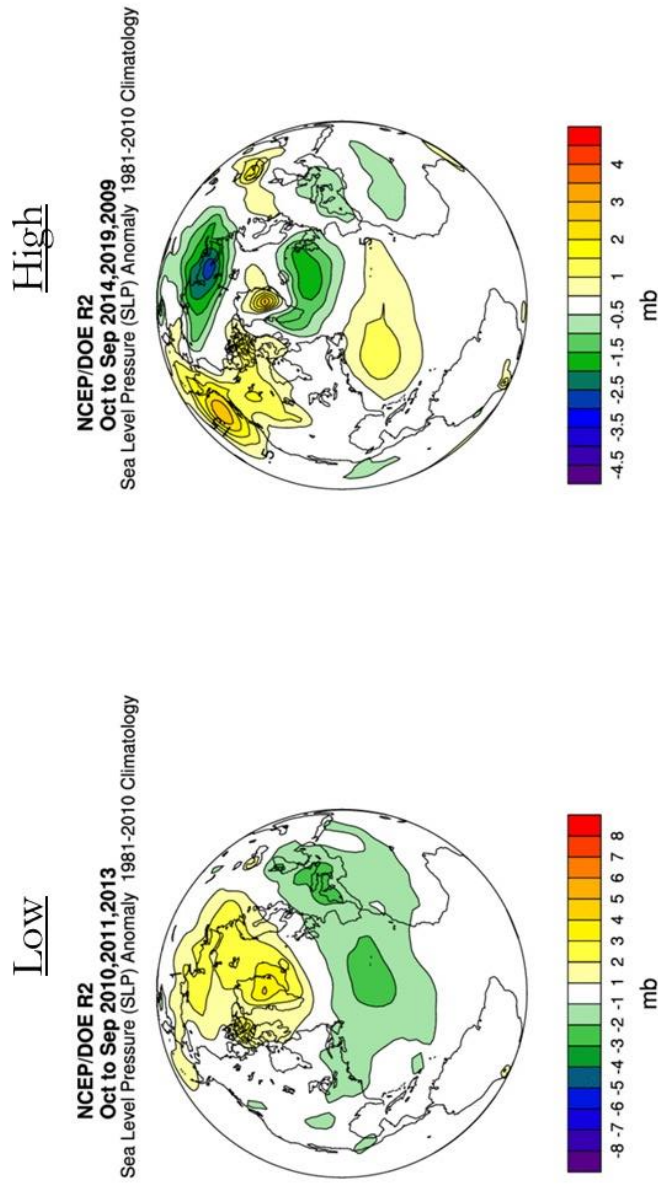 Low
NCEP/DOE R2
Oct to Sep 2010,2011,2013
Sea Level Pressure (SLP) Anomaly 1981-2010 Climatology
-8 -7 -6 -5 -4 -3 -2 -1 1 2 3 4 5 6 7 8
mb
High
NCEP/DOE R2
Oct to Sep 2014,2019,2009
Sea Level Pressure (SLP) Anomaly 1981-2010 Climatology
-4.5 -3.5 -2.5 -1.5 -0.5 1 2 3 4
mb